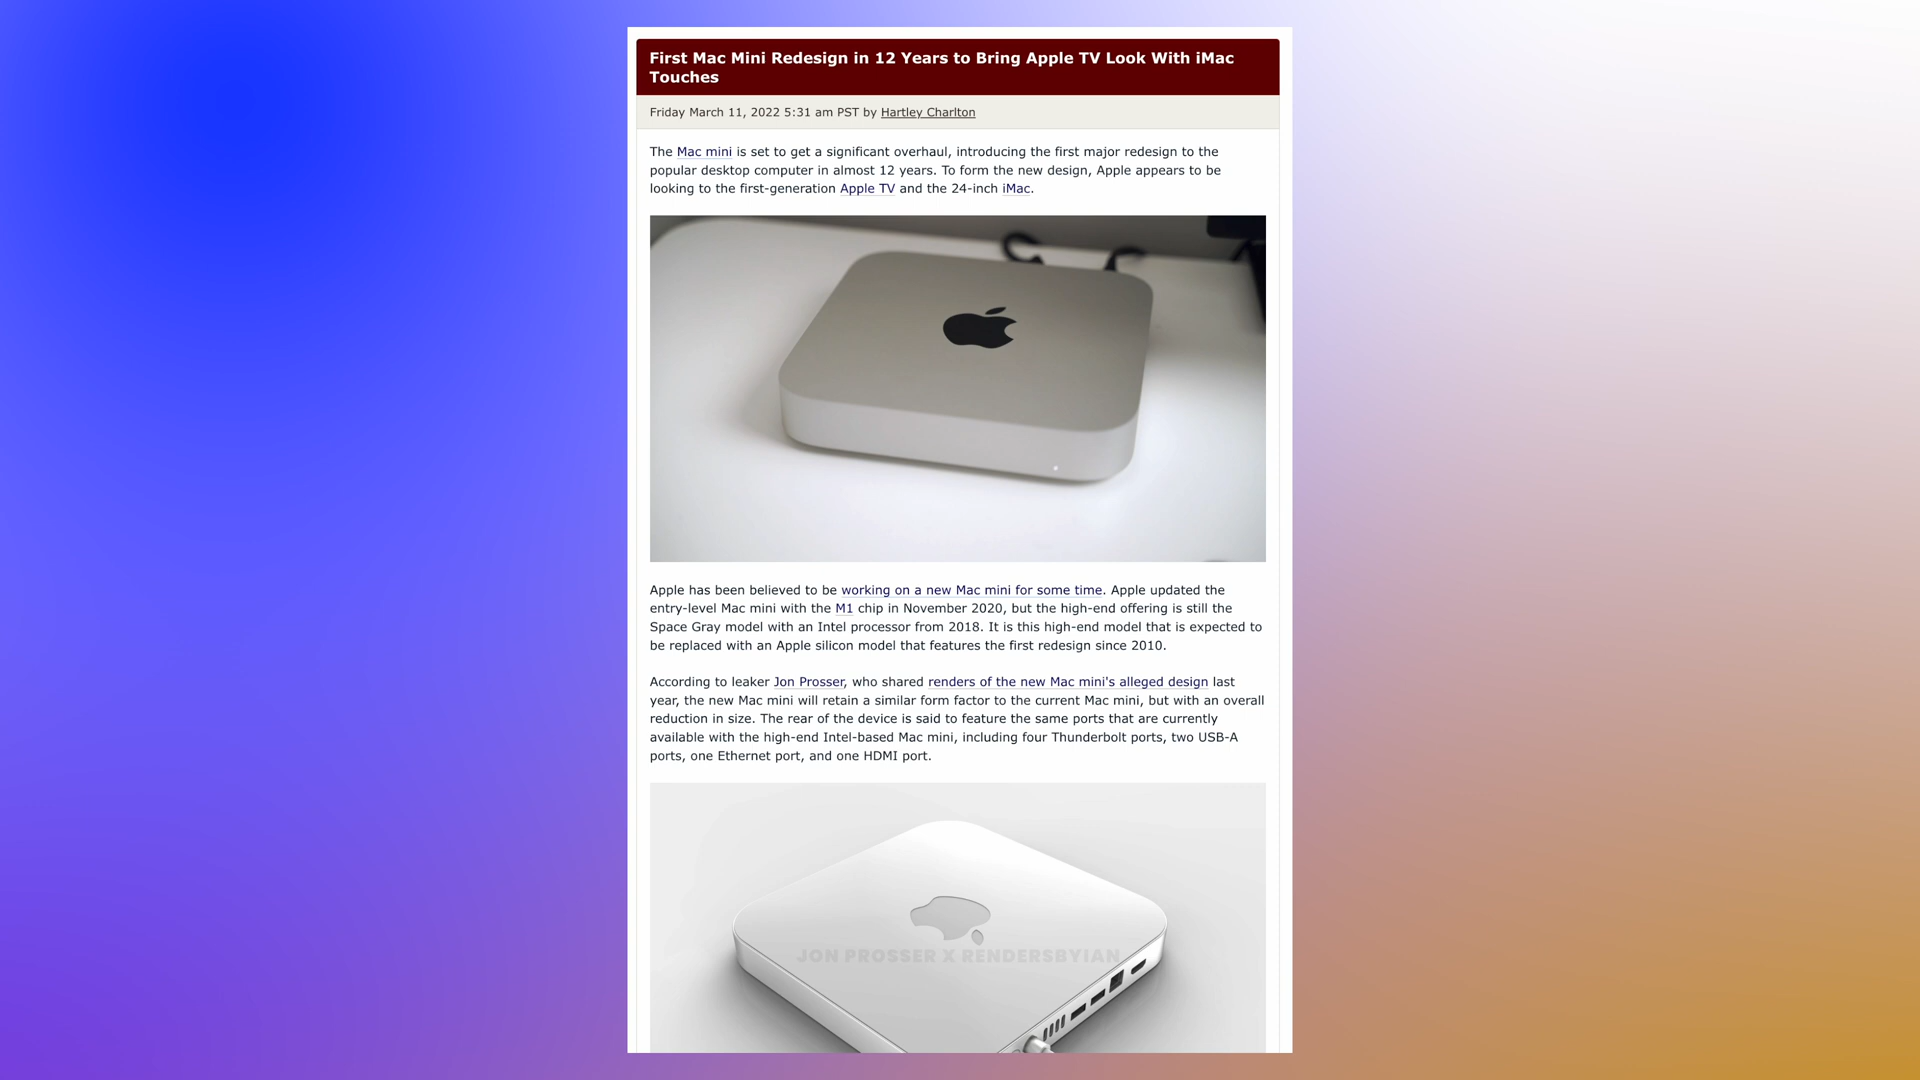 First Mac Mini Redesign in 12 Years to Bring Apple TV Look With iMac
Touches
Friday March 11, 2022 5:31 am PST by Hartley Charlton
The Mac mini is set to get a significant overhaul, introducing the first major redesign to the
popular desktop computer in almost 12 years. To form the new design, Apple appears to be
looking to the first-generation Apple TV and the 24-inch iMac.
Apple has been believed to be working on a new Mac mini for some time. Apple updated the
entry-level Mac mini with the M1 chip in November 2020, but the high-end offering is still the
Space Gray model with an Intel processor from 2018. It is this high-end model that is expected to
be replaced with an Apple silicon model that features the first redesign since 2010.
According to leaker Jon Prosser, who shared renders of the new Mac mini's alleged design last
year, the new Mac mini will retain a similar form factor to the current Mac mini, but with an overall
reduction in size. The rear of the device is said to feature the same ports that are currently
available with the high-end Intel-based Mac mini, including four Thunderbolt ports, two USB-A
ports, one Ethernet port, and one HDMI port.
JON PROSSER X RENDERSBYIAN